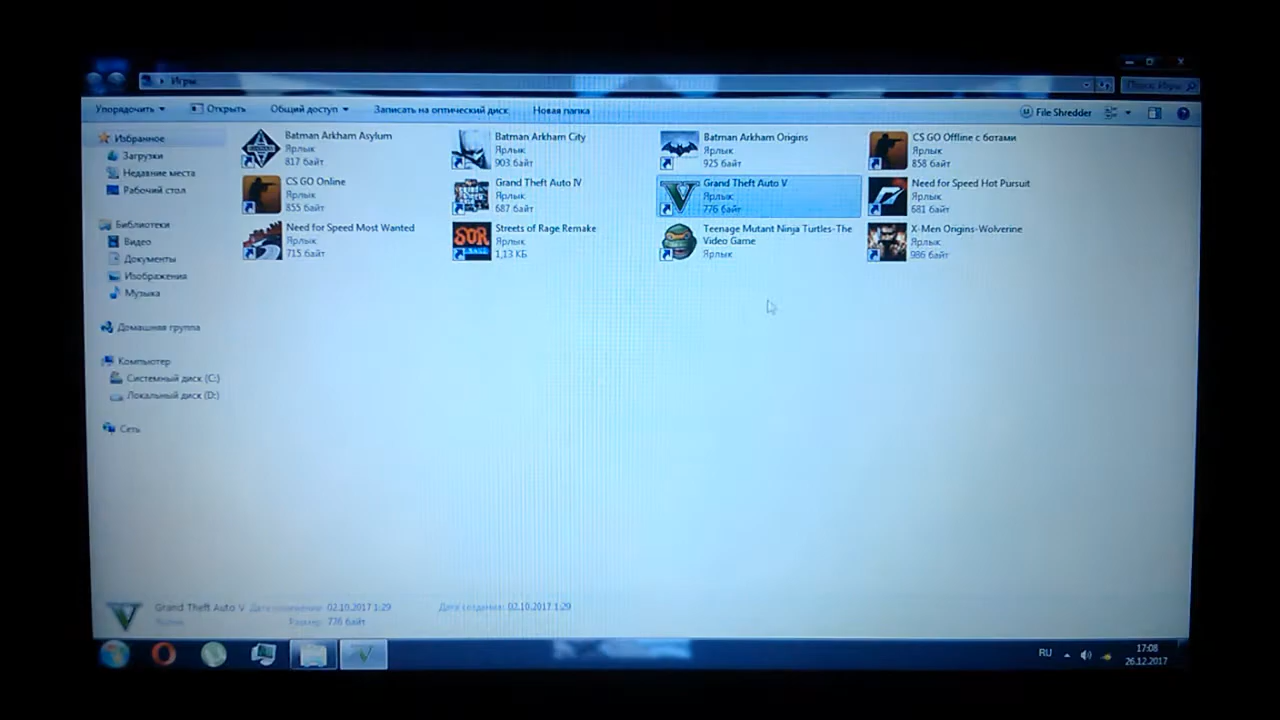 Игры
Поиск: Игры
Упорядочить Открыть Общий доступ Записать на оптический диск Новая папка File Shredder
Избранное
Загрузки
Недавние места
Рабочий стол
Библиотеки
Видео
Документы
Изображения
Музыка
Домашняя группа
Компьютер
Системный диск (C:)
Локальный диск (D:)
Сеть
Batman Arkham Asylum
Ярлык
817 байт
Batman Arkham City
Ярлык
903 байт
Batman Arkham Origins
Ярлык
925 байт
CS GO Offline с ботами
Ярлык
858 байт
CS GO Online
Ярлык
855 байт
Grand Theft Auto IV
Ярлык
687 байт
Grand Theft Auto V
Ярлык
776 байт
Need for Speed Hot Pursuit
Ярлык
681 байт
Need for Speed Most Wanted
Ярлык
715 байт
Streets of Rage Remake
Ярлык
1,13 КБ
SOR
Teenage Mutant Ninja Turtles-The
Video Game
Ярлык
X-Men Origins-Wolverine
Ярлык
986 байт
Grand Theft Auto V Дата изменения: 02.10.2017 1:29 Дата создания: 02.10.2017 1:29
Ярлык Размер: 776 байт
RU
17:08
26.12.2017